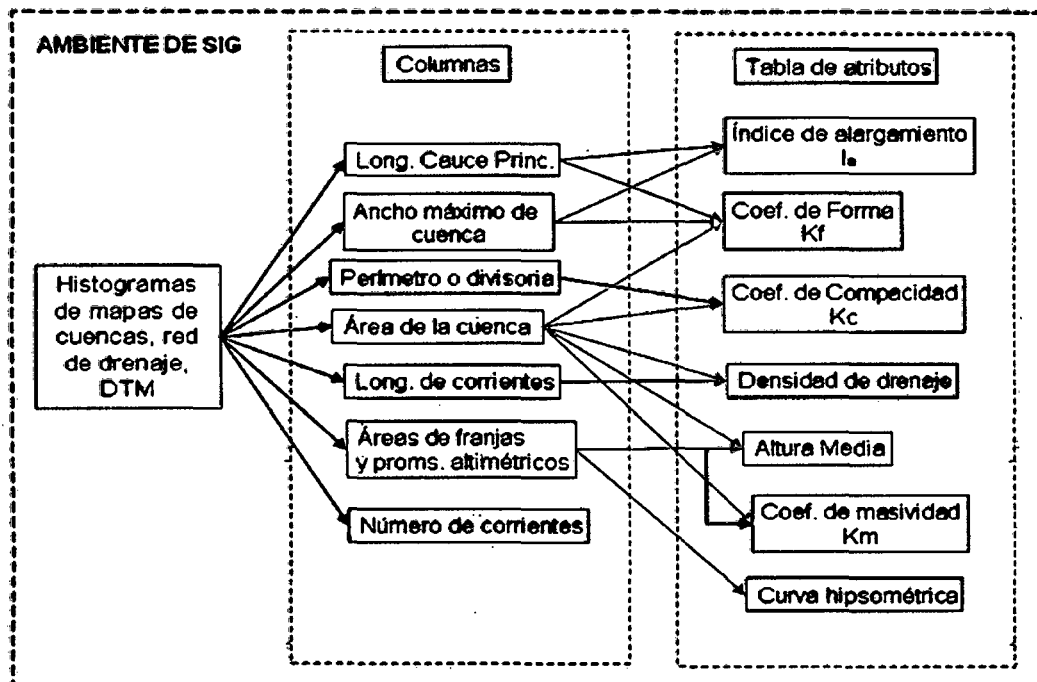 AMBIENTE DE SIG
Columnas
Tabla de atributos
Histogramas
de mapas de
cuencas, red
de drenaje,
DTM
Long. Cauce Princ.
Ancho máximo de
cuenca
Perímetro o divisoria
Área de la cuenca
Long. de corrientes
Áreas de franjas
y proms. altimétricos
Número de corrientes
Índice de alargamiento
Ia
Coef. de Forma
Kf
Coef. de Compacidad
Kc
Densidad de drenaje
Altura Media
Coef. de masividad
Km
Curva hipsométrica